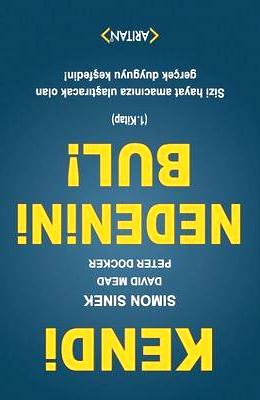 KENDİ
SIMON SINEK
DAVID MEAD
PETER DOCKER
NEDENİNİ
BUL!
(1.Kitap)
Sizi hayat amacınıza ulaştıracak olan
gerçek duyguyu keşfedin!
ARITAN